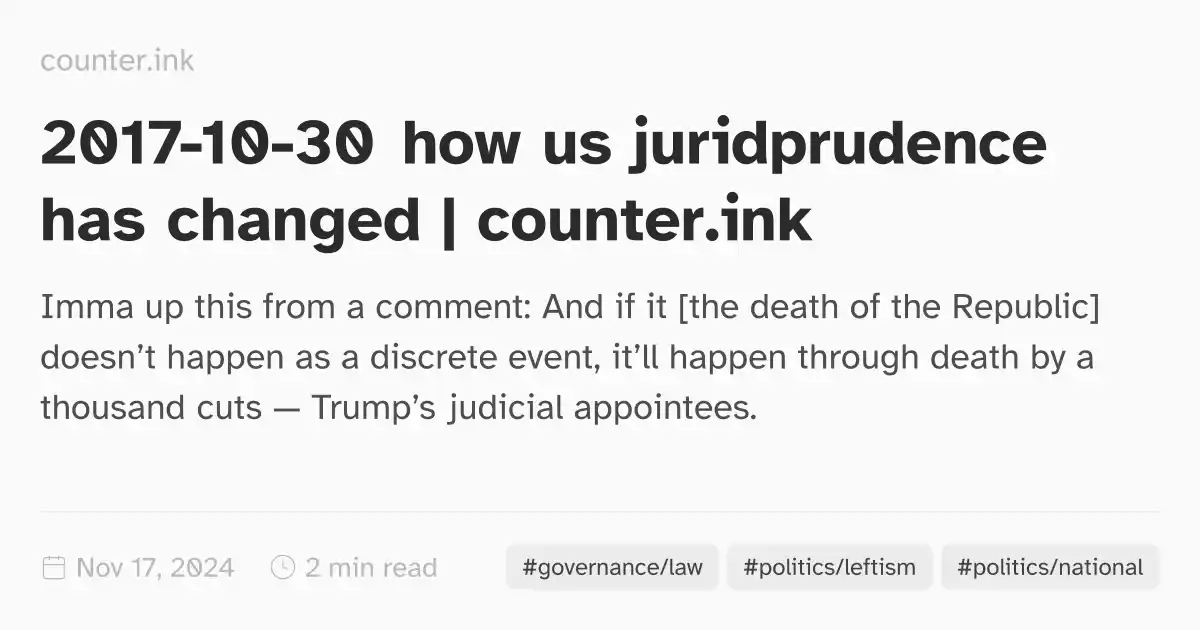 counter.ink
2017-10-30 how us juridprudence
has changed | counter.ink
Imma up this from a comment: And if it [the death of the Republic]
doesn’t happen as a discrete event, it’ll happen through death by a
thousand cuts — Trump’s judicial appointees.
Nov 17, 2024 2 min read #governance/law #politics/leftism #politics/national